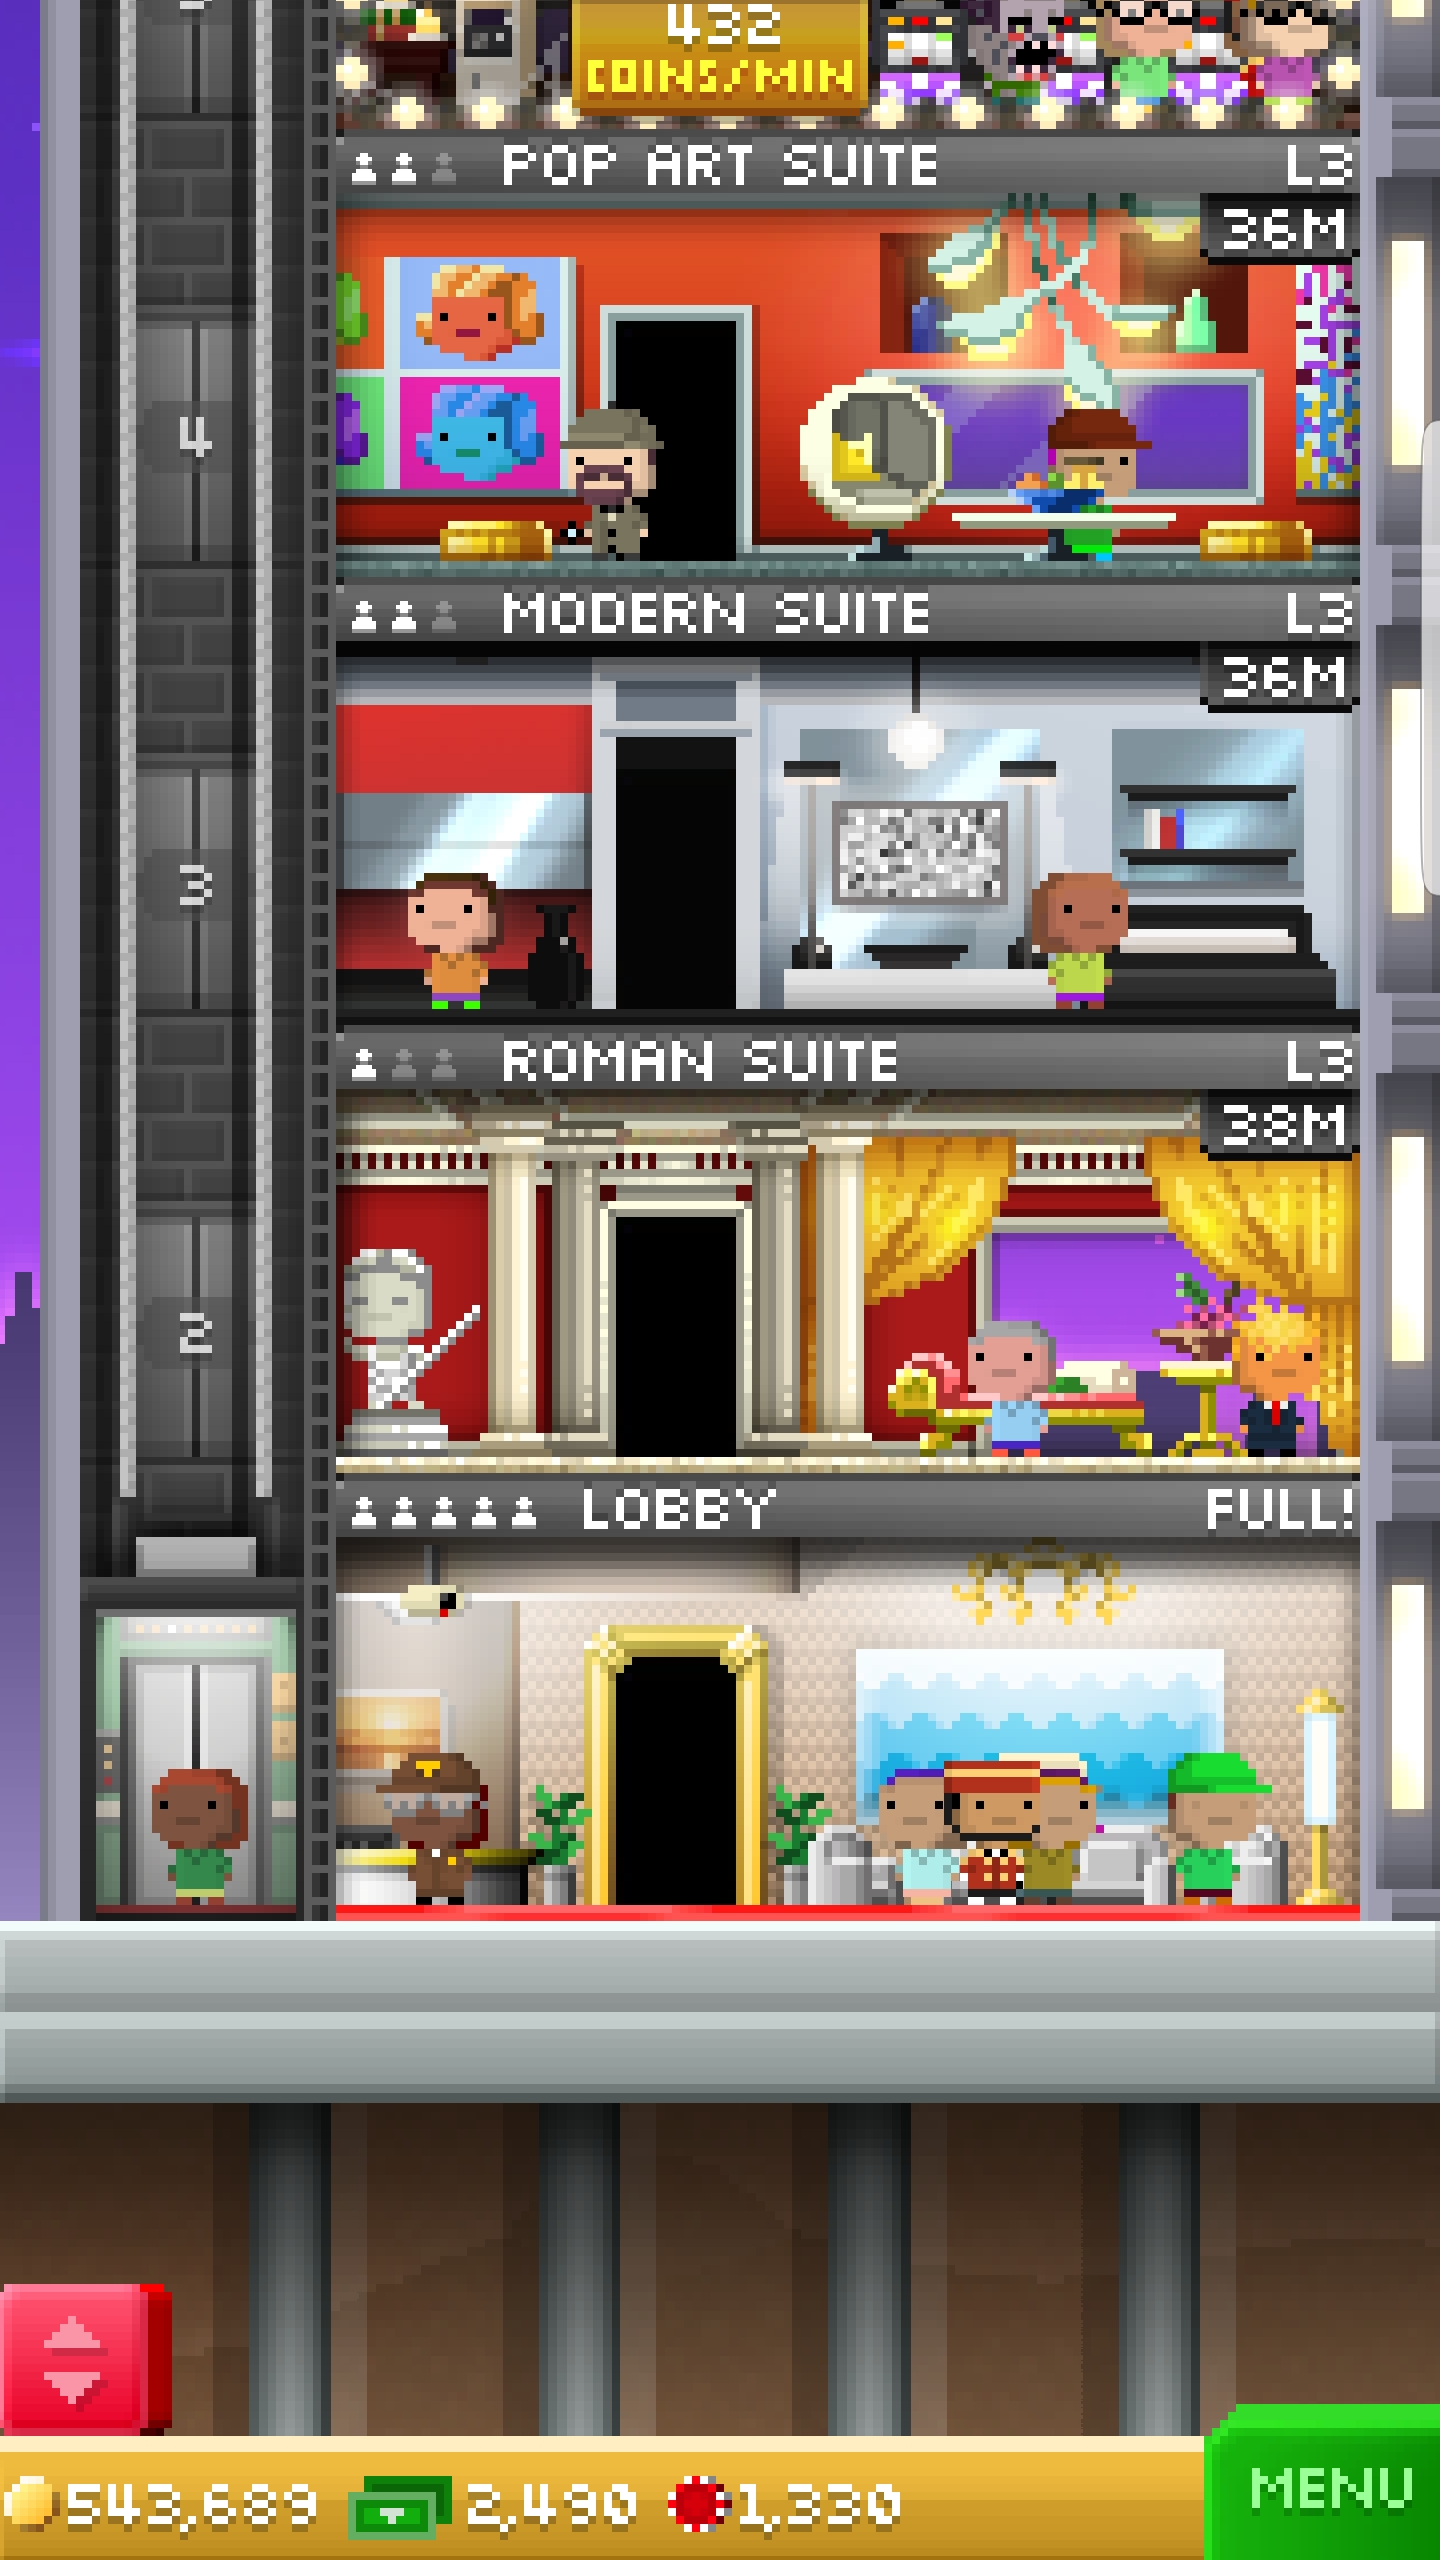 432
COINS/MIN
POP ART SUITE L3
36M
4
MODERN SUITE L3
36M
3
ROMAN SUITE L3
38M
2
LOBBY FULL!
543,689 2,490 1,330 MENU